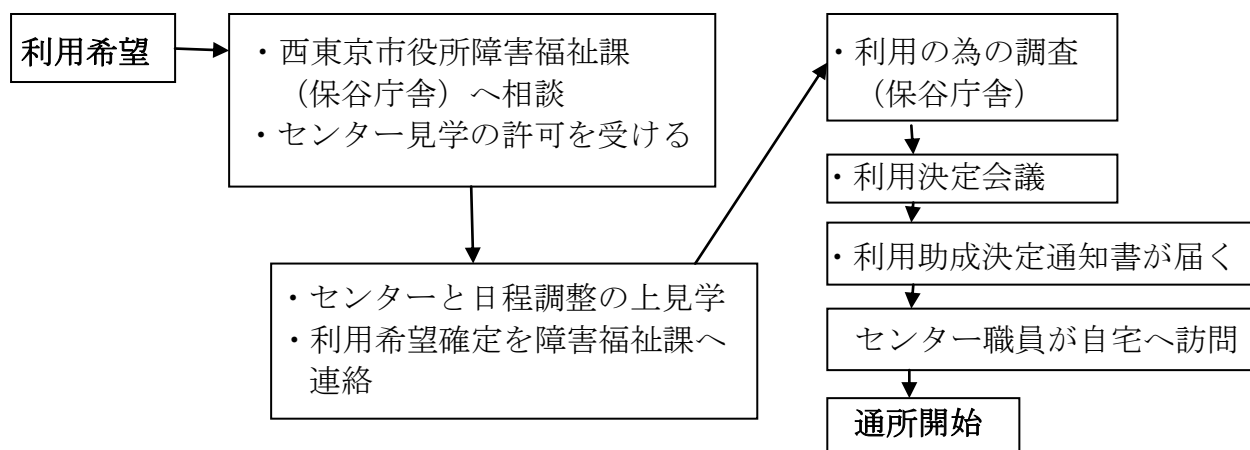 利用希望
・西東京市役所障害福祉課
（保谷庁舎）へ相談
・センター見学の許可を受ける
・センターと日程調整の上見学
・利用希望確定を障害福祉課へ
連絡
・利用の為の調査
（保谷庁舎）
・利用決定会議
・利用助成決定通知書が届く
センター職員が自宅へ訪問
通所開始